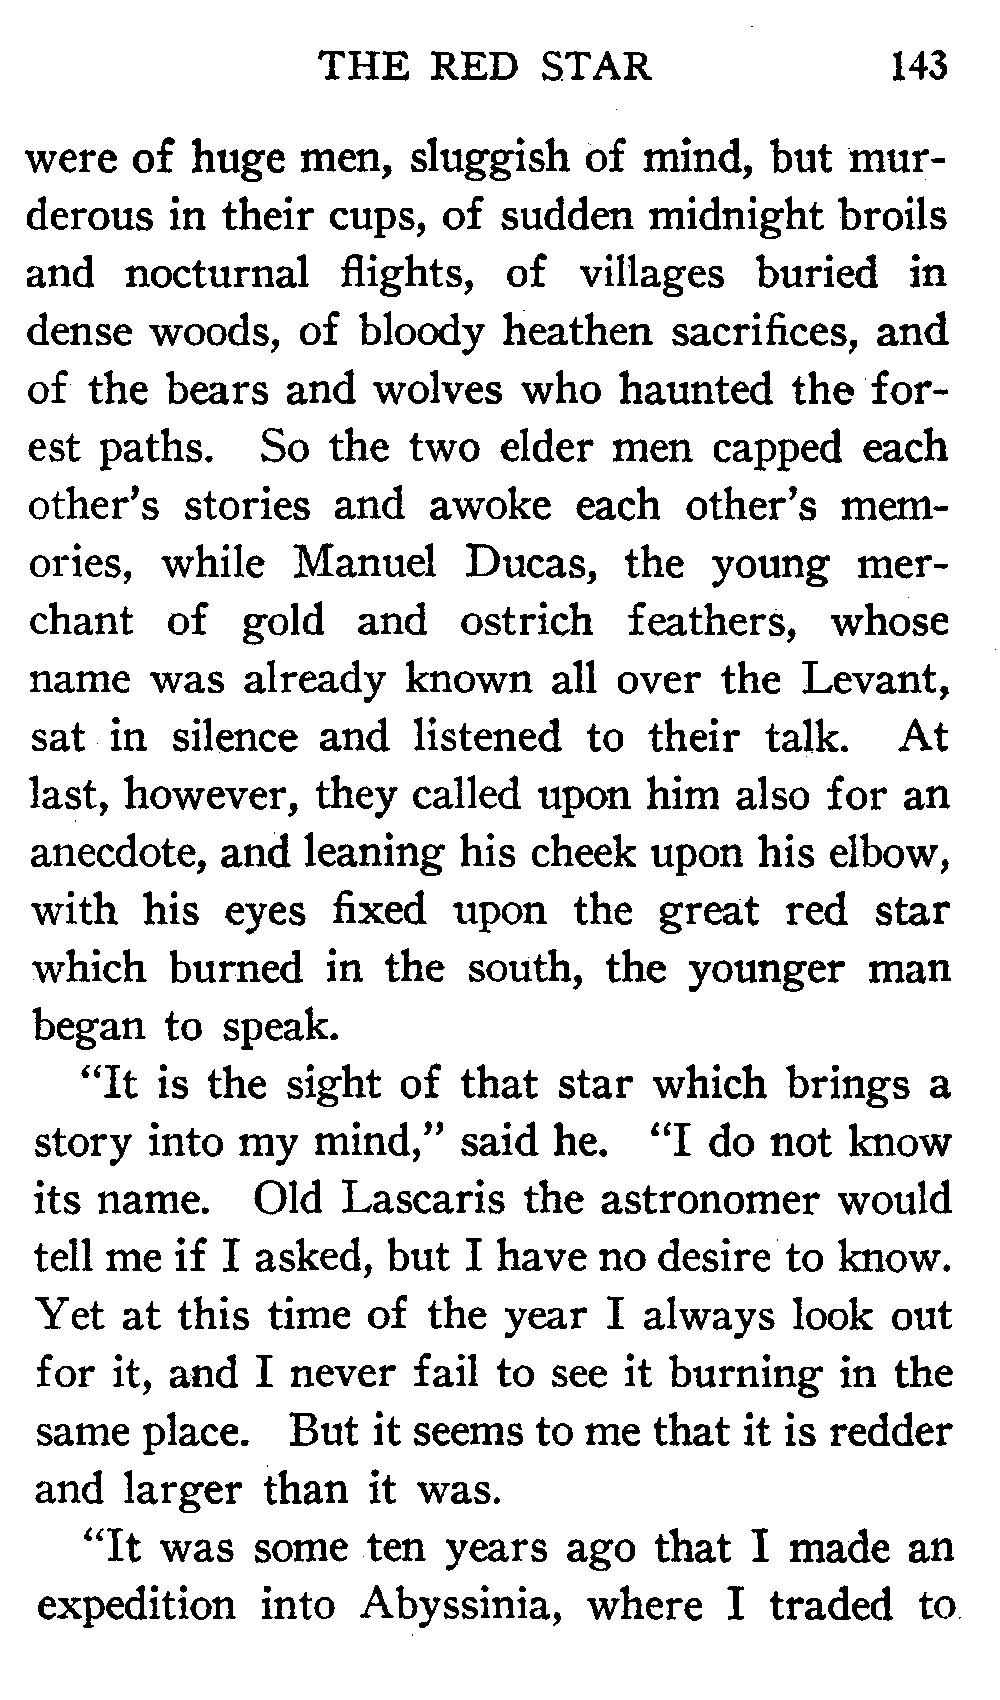 THE RED STAR 143
were of huge men, sluggish of mind, but mur-
derous in their cups, of sudden midnight broils
and nocturnal flights, of villages buried in
dense woods, of bloody heathen sacrifices, and
of the bears and wolves who haunted the for-
est paths. So the two elder men capped each
other's stories and awoke each other's mem-
ories, while Manuel Ducas, the young mer-
chant of gold and ostrich feathers, whose
name was already known all over the Levant,
sat in silence and listened to their talk. At
last, however, they called upon him also for an
anecdote, and leaning his cheek upon his elbow,
with his eyes fixed upon the great red star
which burned in the south, the younger man
began to speak.
"It is the sight of that star which brings a
story into my mind," said he. "I do not know
its name. Old Lascaris the astronomer would
tell me if I asked, but I have no desire to know.
Yet at this time of the year I always look out
for it, and I never fail to see it burning in the
same place. But it seems to me that it is redder
and larger than it was.
"It was some ten years ago that I made an
expedition into Abyssinia, where I traded to